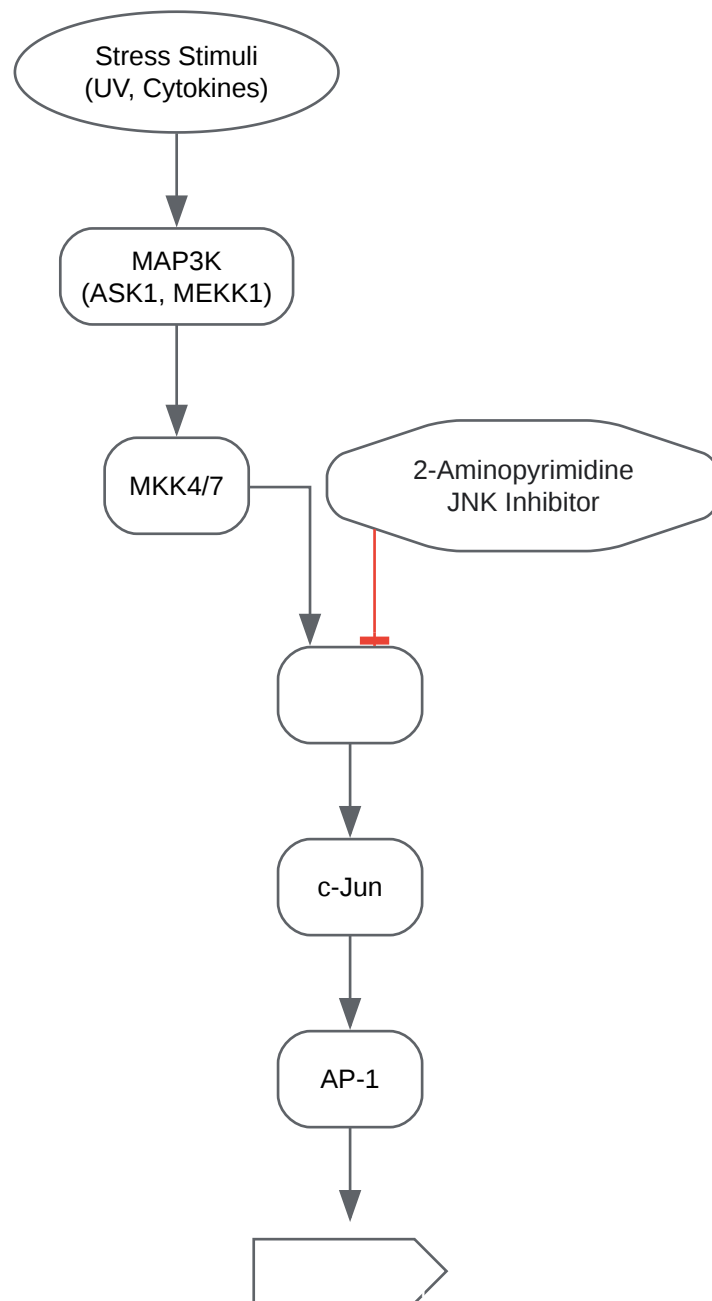 Stress Stimuli
(UV, Cytokines)
MAP3K
(ASK1, MEKK1)
MKK4/7
2-Aminopyrimidine
JNK Inhibitor
c-Jun
AP-1